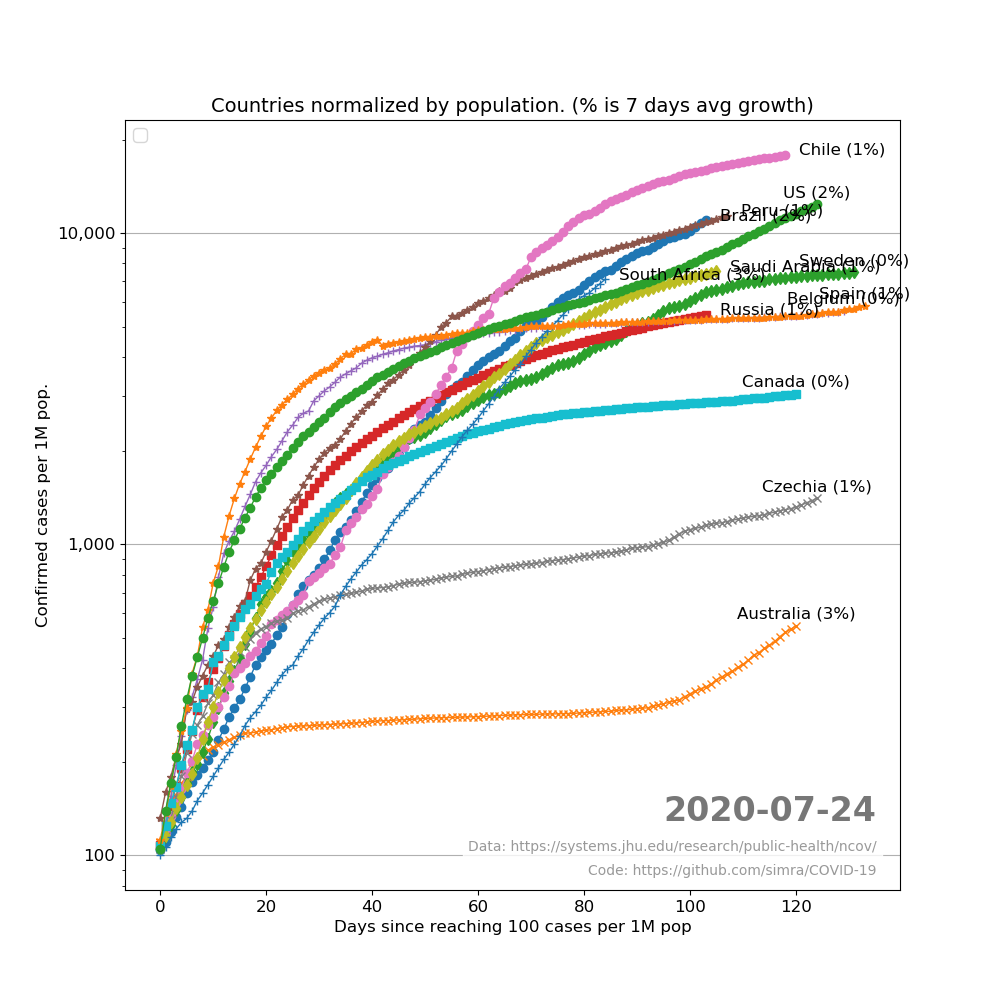 Countries normalized by population. (% is 7 days avg growth)
Chile (1%)
US (2%)
Peru (1%)
Brazil (2%)
Sweden (0%)
Saudi Arabia (1%)
South Africa (3%)
Spain (1%)
Belgium (0%)
Russia (1%)
Canada (0%)
Czechia (1%)
Australia (3%)
10,000
1,000
100
Confirmed cases per 1M pop.
2020-07-24
Data: https://systems.jhu.edu/research/public-health/ncov/
Code: https://github.com/simra/COVID-19
0 20 40 60 80 100 120
Days since reaching 100 cases per 1M pop